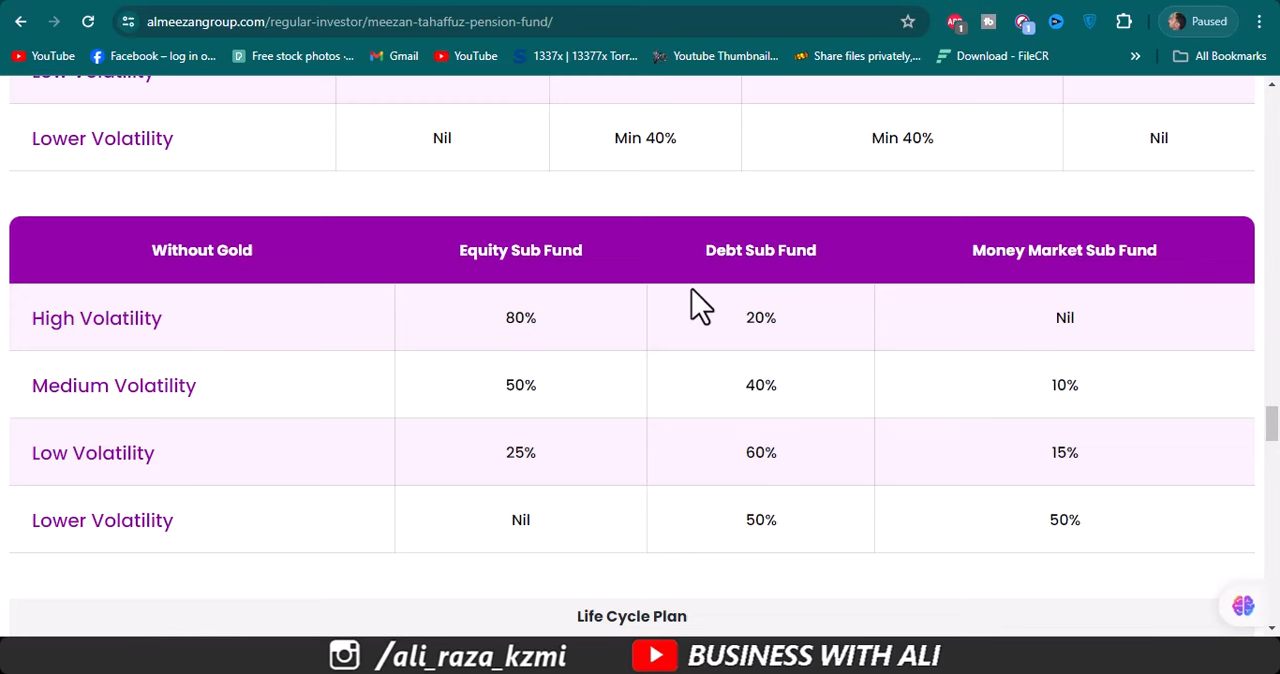 almeezangroup.com/regular-investor/meezan-tahaffuz-pension-fund/
Paused
YouTube Facebook – log in o... Free stock photos -... Gmail YouTube 1337x | 13377x Torr... Youtube Thumbnail... Share files privately,... Download - FileCR » All Bookmarks
Low Volatility
Lower Volatility Nil Min 40% Min 40% Nil
Without Gold Equity Sub Fund Debt Sub Fund Money Market Sub Fund
High Volatility 80% 20% Nil
Medium Volatility 50% 40% 10%
Low Volatility 25% 60% 15%
Lower Volatility Nil 50% 50%
Life Cycle Plan
/ali_raza_kzmi BUSINESS WITH ALI